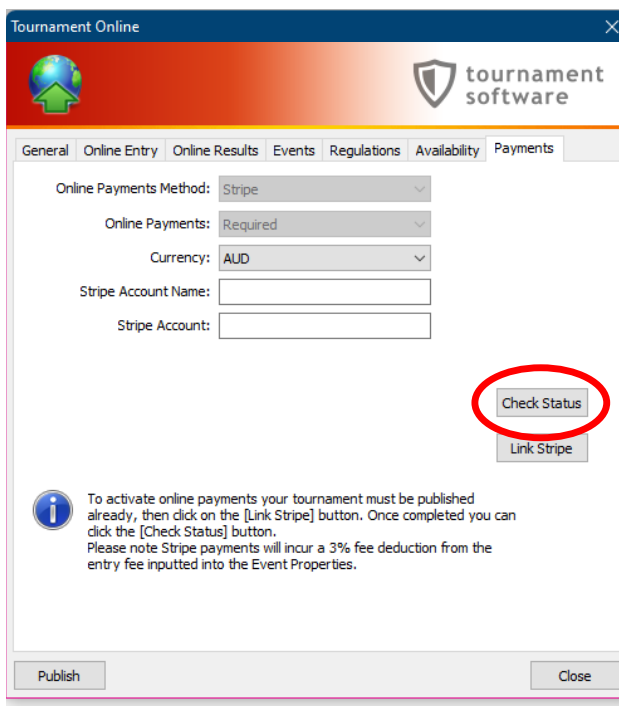 Tournament Online
tournament
software
General Online Entry Online Results Events Regulations Availability Payments
Online Payments Method: Stripe
Online Payments: Required
Currency: AUD
Stripe Account Name:
Stripe Account:
Check Status
Link Stripe
To activate online payments your tournament must be published
already, then click on the [Link Stripe] button. Once completed you can
click the [Check Status] button.
Please note Stripe payments will incur a 3% fee deduction from the
entry fee inputted into the Event Properties.
Publish Close